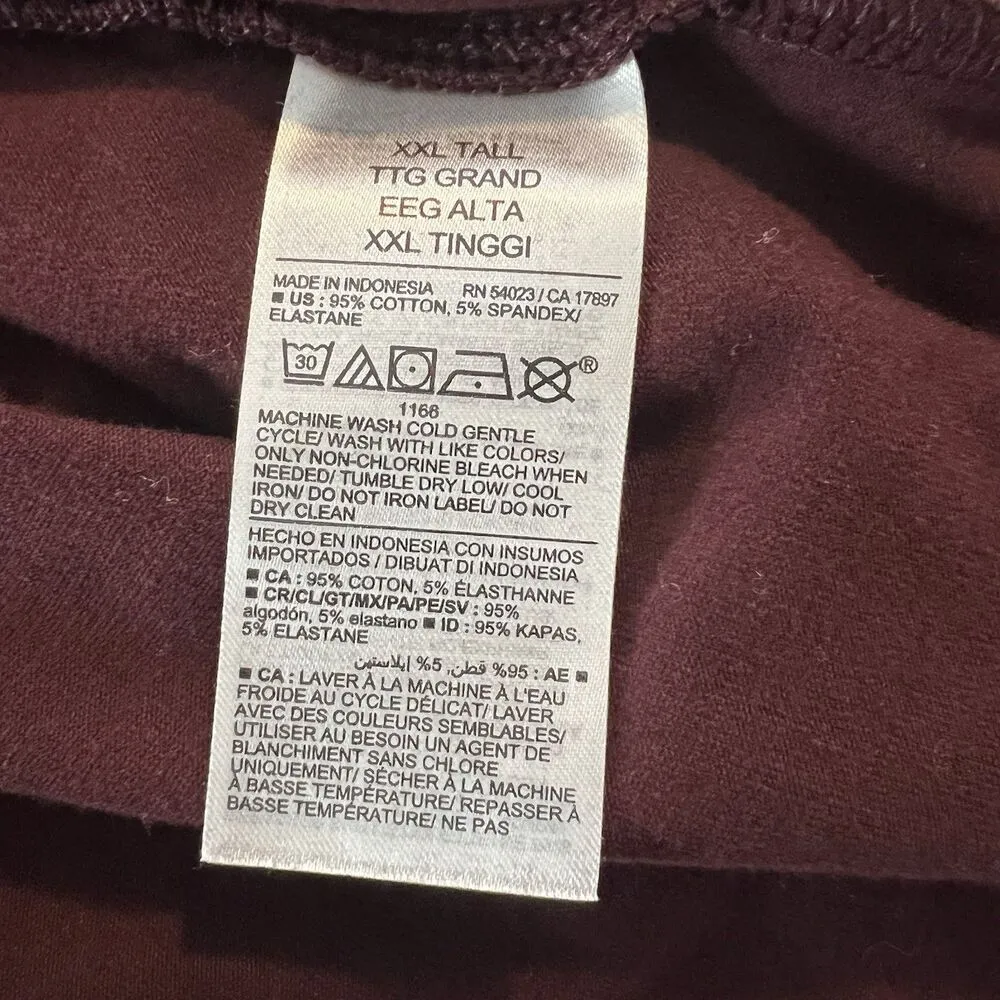 XXL TALL
TTG GRAND
EEG ALTA
XXL TINGGI
MADE IN INDONESIA RN 54023 / CA 17897
■ US : 95% COTTON, 5% SPANDEX/
ELASTANE
30 ®
1166
MACHINE WASH COLD GENTLE
CYCLE/ WASH WITH LIKE COLORS/
ONLY NON-CHLORINE BLEACH WHEN
NEEDED/ TUMBLE DRY LOW/ COOL
IRON/ DO NOT IRON LABEL/ DO NOT
DRY CLEAN
HECHO EN INDONESIA CON INSUMOS
IMPORTADOS / DIBUAT DI INDONESIA
■ CA : 95% COTON, 5% ÉLASTHANNE
■ CR/CL/GT/MX/PA/PE/SV : 95%
algodón, 5% elastano ■ ID : 95% KAPAS,
5% ELASTANE
■ AE : 95% قطن, 5% إيلاستين
■ CA : LAVER À LA MACHINE À L'EAU
FROIDE AU CYCLE DÉLICAT/ LAVER
AVEC DES COULEURS SEMBLABLES/
UTILISER AU BESOIN UN AGENT DE
BLANCHIMENT SANS CHLORE
UNIQUEMENT/ SÉCHER À LA MACHINE
À BASSE TEMPÉRATURE/ REPASSER À
BASSE TEMPÉRATURE/ NE PAS